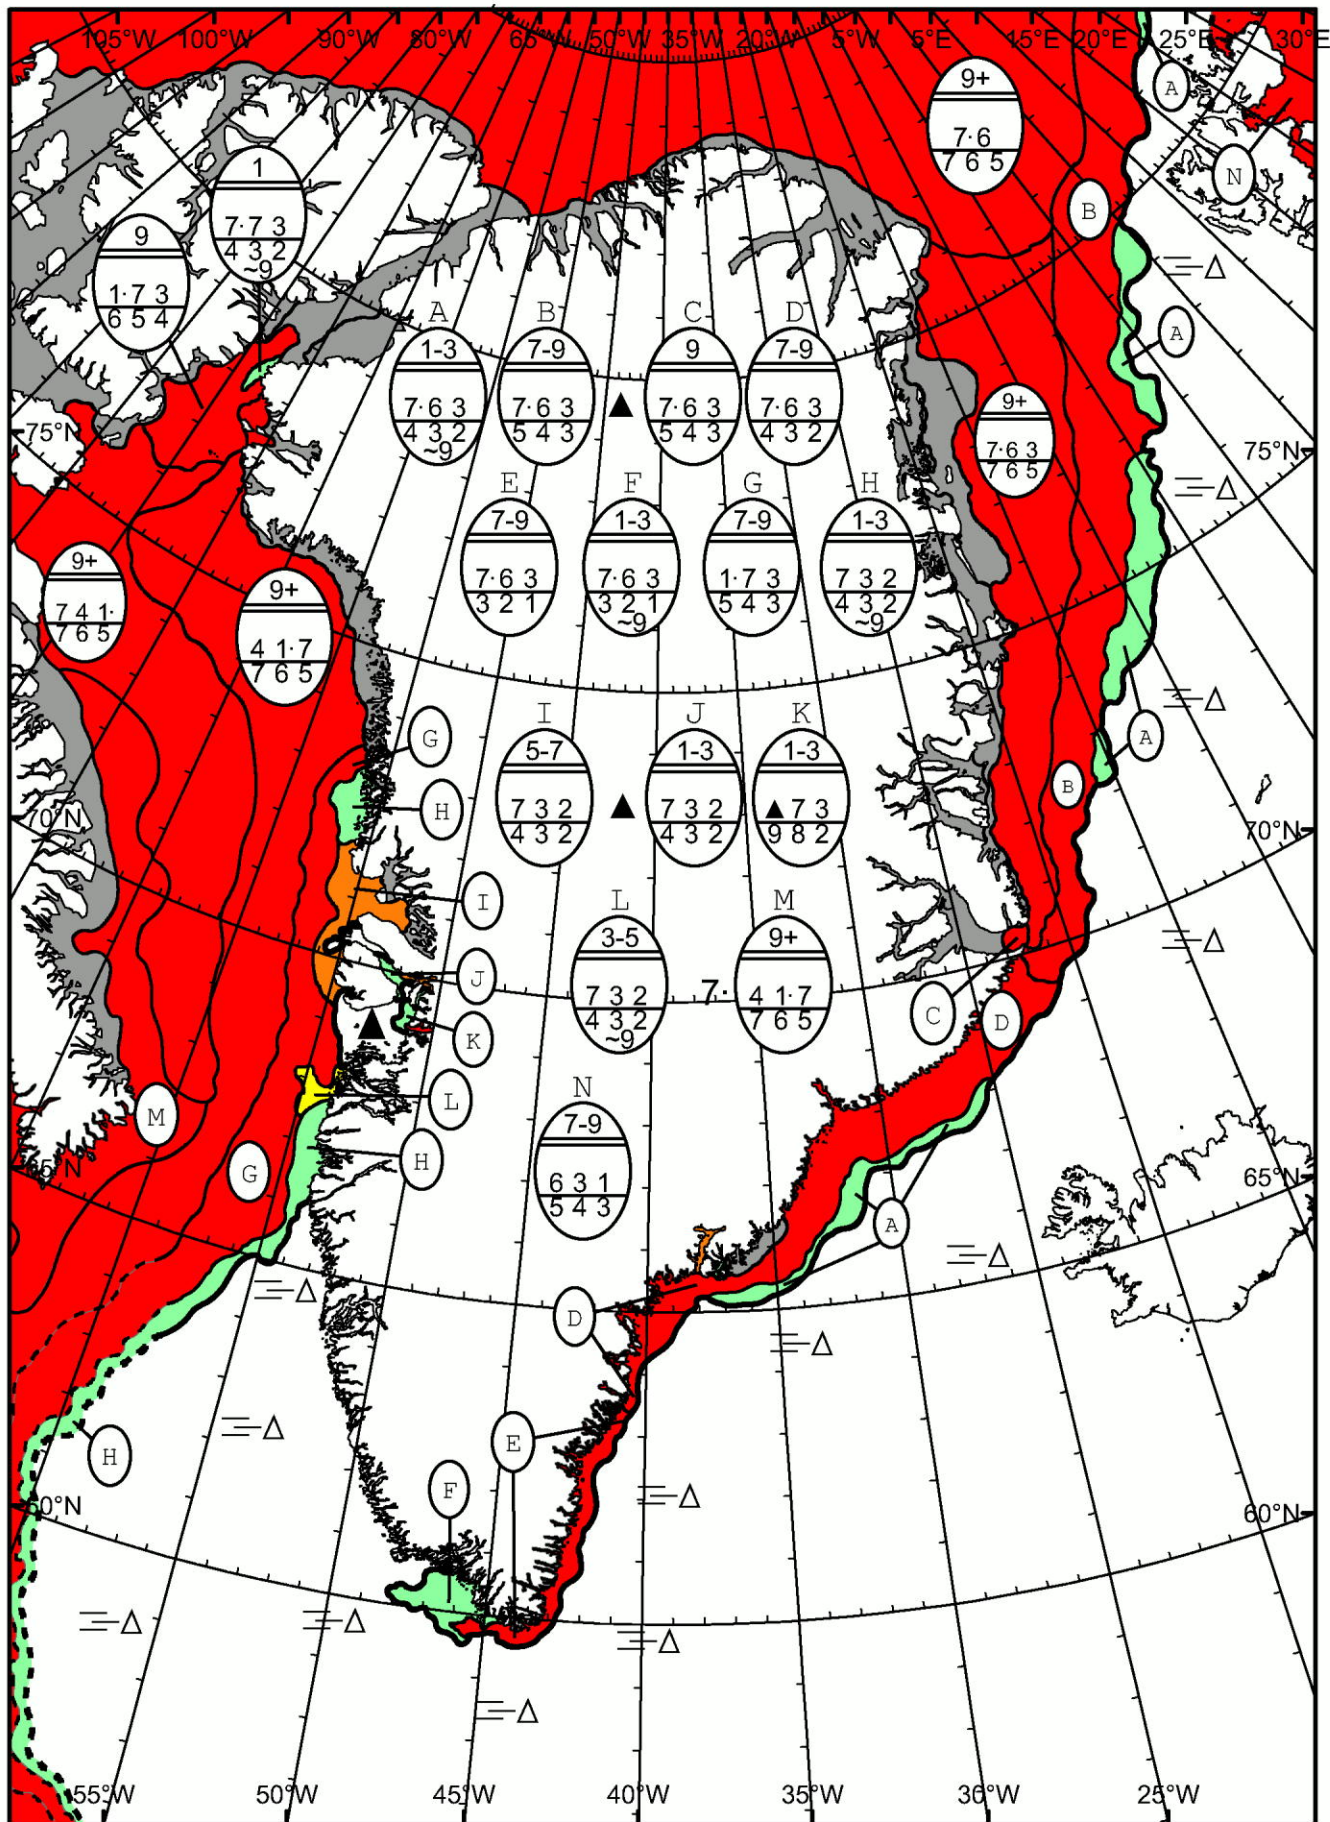 105°W 100°W 90°W 80°W 65°W 50°W 35°W 20°W 5°W 5°E 15°E 20°E 25°E 30°E
A
9+
7·6
7 6 5
N
1
7·7 3
4 3 2
~9
B
9
1·7 3
6 5 4
A
A B C D
1-3 7-9 9 7-9
7·6 3 7·6 3 ▲ 7·6 3 7·6 3
4 3 2 5 4 3 5 4 3 4 3 2
~9
9+
7·6 3
7 6 5
75°N 75°N
E F G H
7-9 1-3 7-9 1-3
7·6 3 7·6 3 1·7 3 7 3 2
3 2 1 3 2 1 5 4 3 4 3 2
~9 ~9
9+
7 4 1·
7 6 5
9+
4 1·7
7 6 5
I J K
5-7 1-3 1-3
7 3 2 ▲ 7 3 2 ▲ 7 3
4 3 2 4 3 2 9 8 2
G A
B
H
70°N 70°N
I
L M
3-5 9+
7 3 2 7· 4 1·7
4 3 2 7 6 5
~9
J
C D
K
L
M
H
G
65°N 65°N
N
7-9
6 3 1
5 4 3
A
D
E
H
F
60°N 60°N
55°W 50°W 45°W 40°W 35°W 30°W 25°W